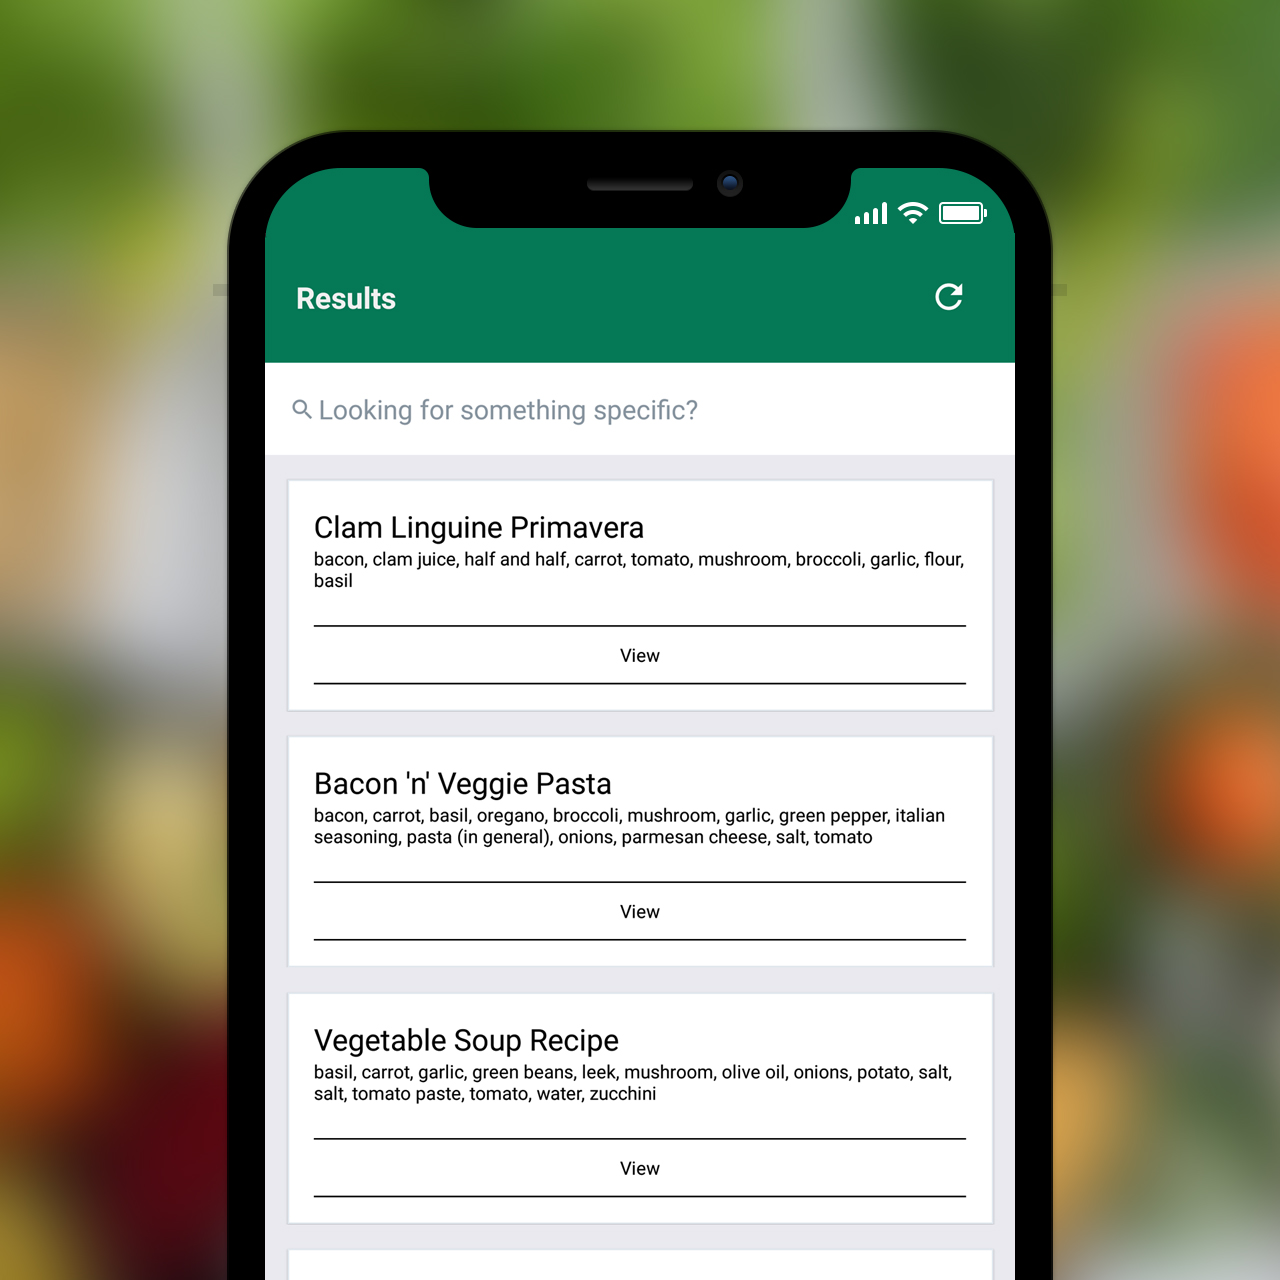 Results
Looking for something specific?
Clam Linguine Primavera
bacon, clam juice, half and half, carrot, tomato, mushroom, broccoli, garlic, flour,
basil
View
Bacon 'n' Veggie Pasta
bacon, carrot, basil, oregano, broccoli, mushroom, garlic, green pepper, italian
seasoning, pasta (in general), onions, parmesan cheese, salt, tomato
View
Vegetable Soup Recipe
basil, carrot, garlic, green beans, leek, mushroom, olive oil, onions, potato, salt,
salt, tomato paste, tomato, water, zucchini
View